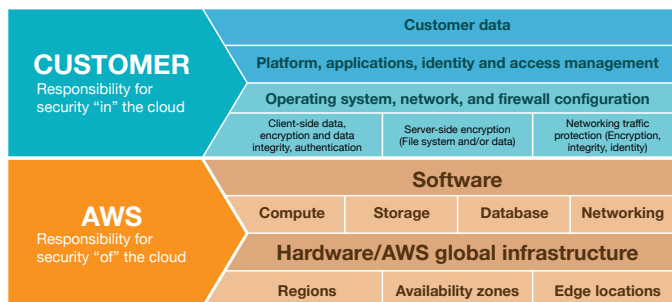 CUSTOMER
Responsibility for
security “in” the cloud
Customer data
Platform, applications, identity and access management
Operating system, network, and firewall configuration
Client-side data,
encryption and data
integrity, authentication
Server-side encryption
(File system and/or data)
Networking traffic
protection (Encryption,
integrity, identity)
AWS
Responsibility for
security “of” the cloud
Software
Compute
Storage
Database
Networking
Hardware/AWS global infrastructure
Regions
Availability zones
Edge locations